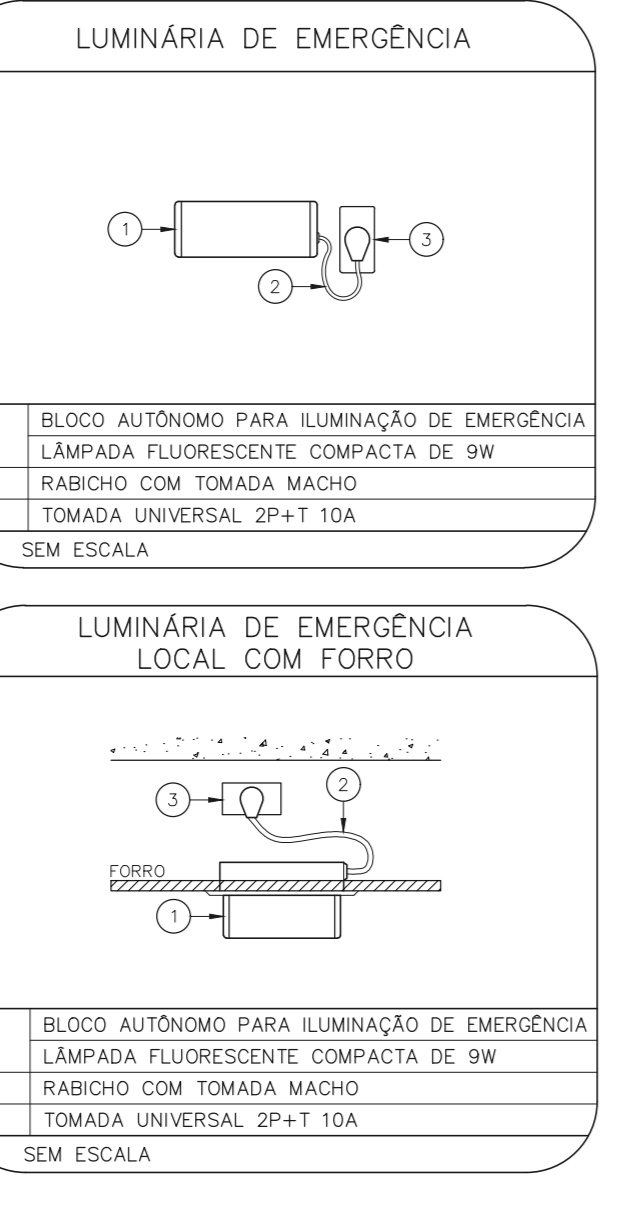 LUMINÁRIA DE EMERGÊNCIA
1
3
2
BLOCO AUTÔNOMO PARA ILUMINAÇÃO DE EMERGÊNCIA
LÂMPADA FLUORESCENTE COMPACTA DE 9W
RABICHO COM TOMADA MACHO
TOMADA UNIVERSAL 2P+T 10A
SEM ESCALA
LUMINÁRIA DE EMERGÊNCIA
LOCAL COM FORRO
3
2
FORRO
1
BLOCO AUTÔNOMO PARA ILUMINAÇÃO DE EMERGÊNCIA
LÂMPADA FLUORESCENTE COMPACTA DE 9W
RABICHO COM TOMADA MACHO
TOMADA UNIVERSAL 2P+T 10A
SEM ESCALA